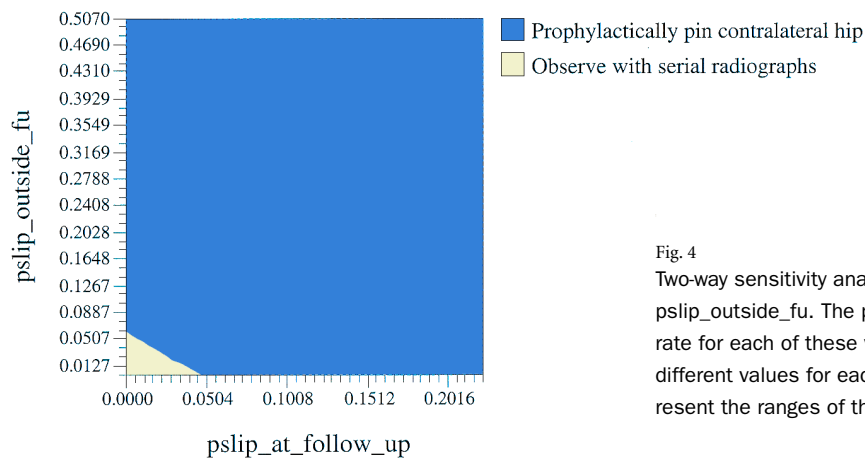 0.5070
0.4690
0.4310
0.3929
0.3549
0.3169
0.2788
0.2408
0.2028
0.1648
0.1267
0.0887
0.0507
0.0127
pslip_outside_fu
0.0000 0.0504 0.1008 0.1512 0.2016
pslip_at_follow_up
Prophylactically pin contralateral hip
Observe with serial radiographs
Fig. 4
Two-way sensitivity ana
pslip_outside_fu. The p
rate for each of these
different values for eac
resent the ranges of th